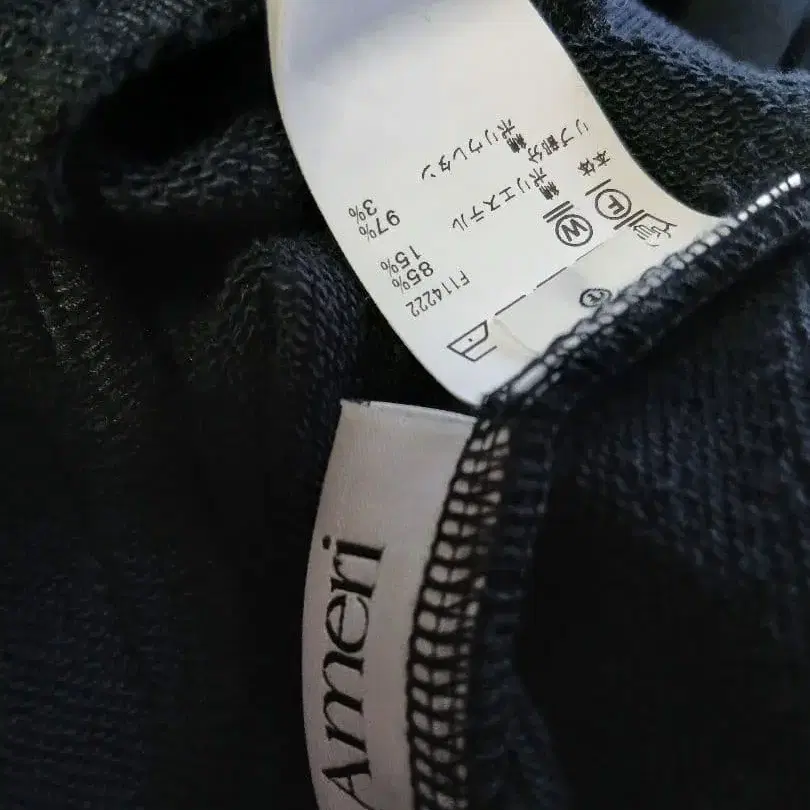 F114222
本体
綿
85%
ポリエステル
15%
リブ部分
綿
97%
ポリウレタン
3%
W
F
Ameri